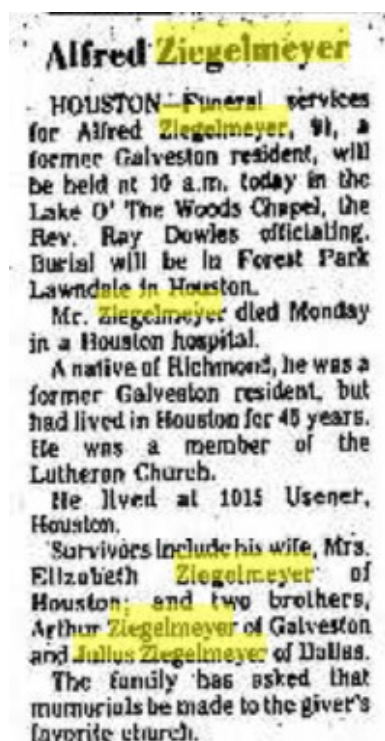 Alfred Ziegelmeyer
HOUSTON—Funeral services
for Alfred Ziegelmeyer, 91, a
former Galveston resident, will
be held at 10 a.m. today in the
Lake O' The Woods Chapel, the
Rev. Ray Dowles officiating.
Burial will be in Forest Park
Lawndale in Houston.
Mr. Ziegelmeyer died Monday
in a Houston hospital.
A native of Richmond, he was a
former Galveston resident, but
had lived in Houston for 45 years.
He was a member of the
Lutheran Church.
He lived at 1015 Usener,
Houston.
Survivors include his wife, Mrs.
Elizabeth Ziegelmeyer of
Houston; and two brothers,
Arthur Ziegelmeyer of Galveston
and Julius Ziegelmeyer of Dallas.
The family has asked that
memorials be made to the giver's
favorite church.